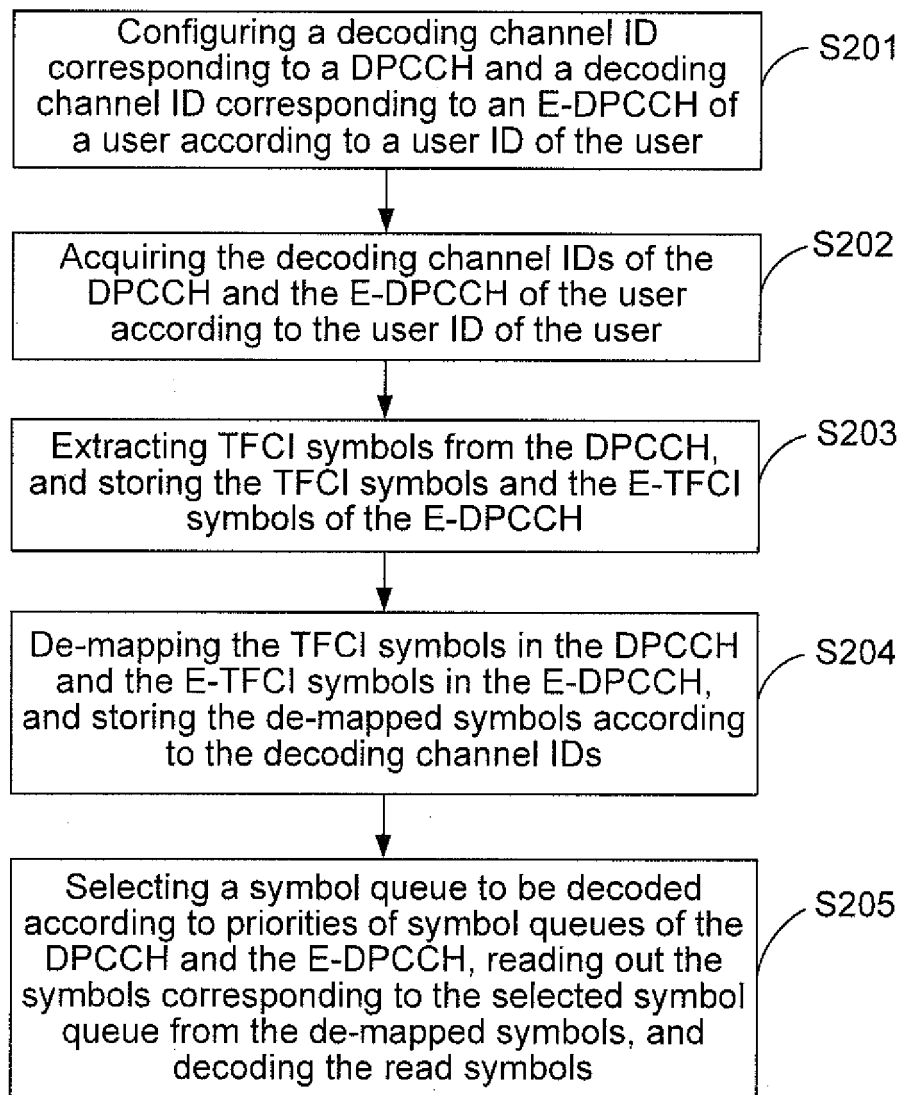 Configuring a decoding channel ID
corresponding to a DPCCH and a decoding
channel ID corresponding to an E-DPCCH of
a user according to a user ID of the user
S201
Acquiring the decoding channel IDs of the
DPCCH and the E-DPCCH of the user
according to the user ID of the user
S202
Extracting TFCI symbols from the DPCCH,
and storing the TFCI symbols and the E-TFCI
symbols of the E-DPCCH
S203
De-mapping the TFCI symbols in the DPCCH
and the E-TFCI symbols in the E-DPCCH,
and storing the de-mapped symbols according
to the decoding channel IDs
S204
Selecting a symbol queue to be decoded
according to priorities of symbol queues of the
DPCCH and the E-DPCCH, reading out the
symbols corresponding to the selected symbol
queue from the de-mapped symbols, and
decoding the read symbols
S205